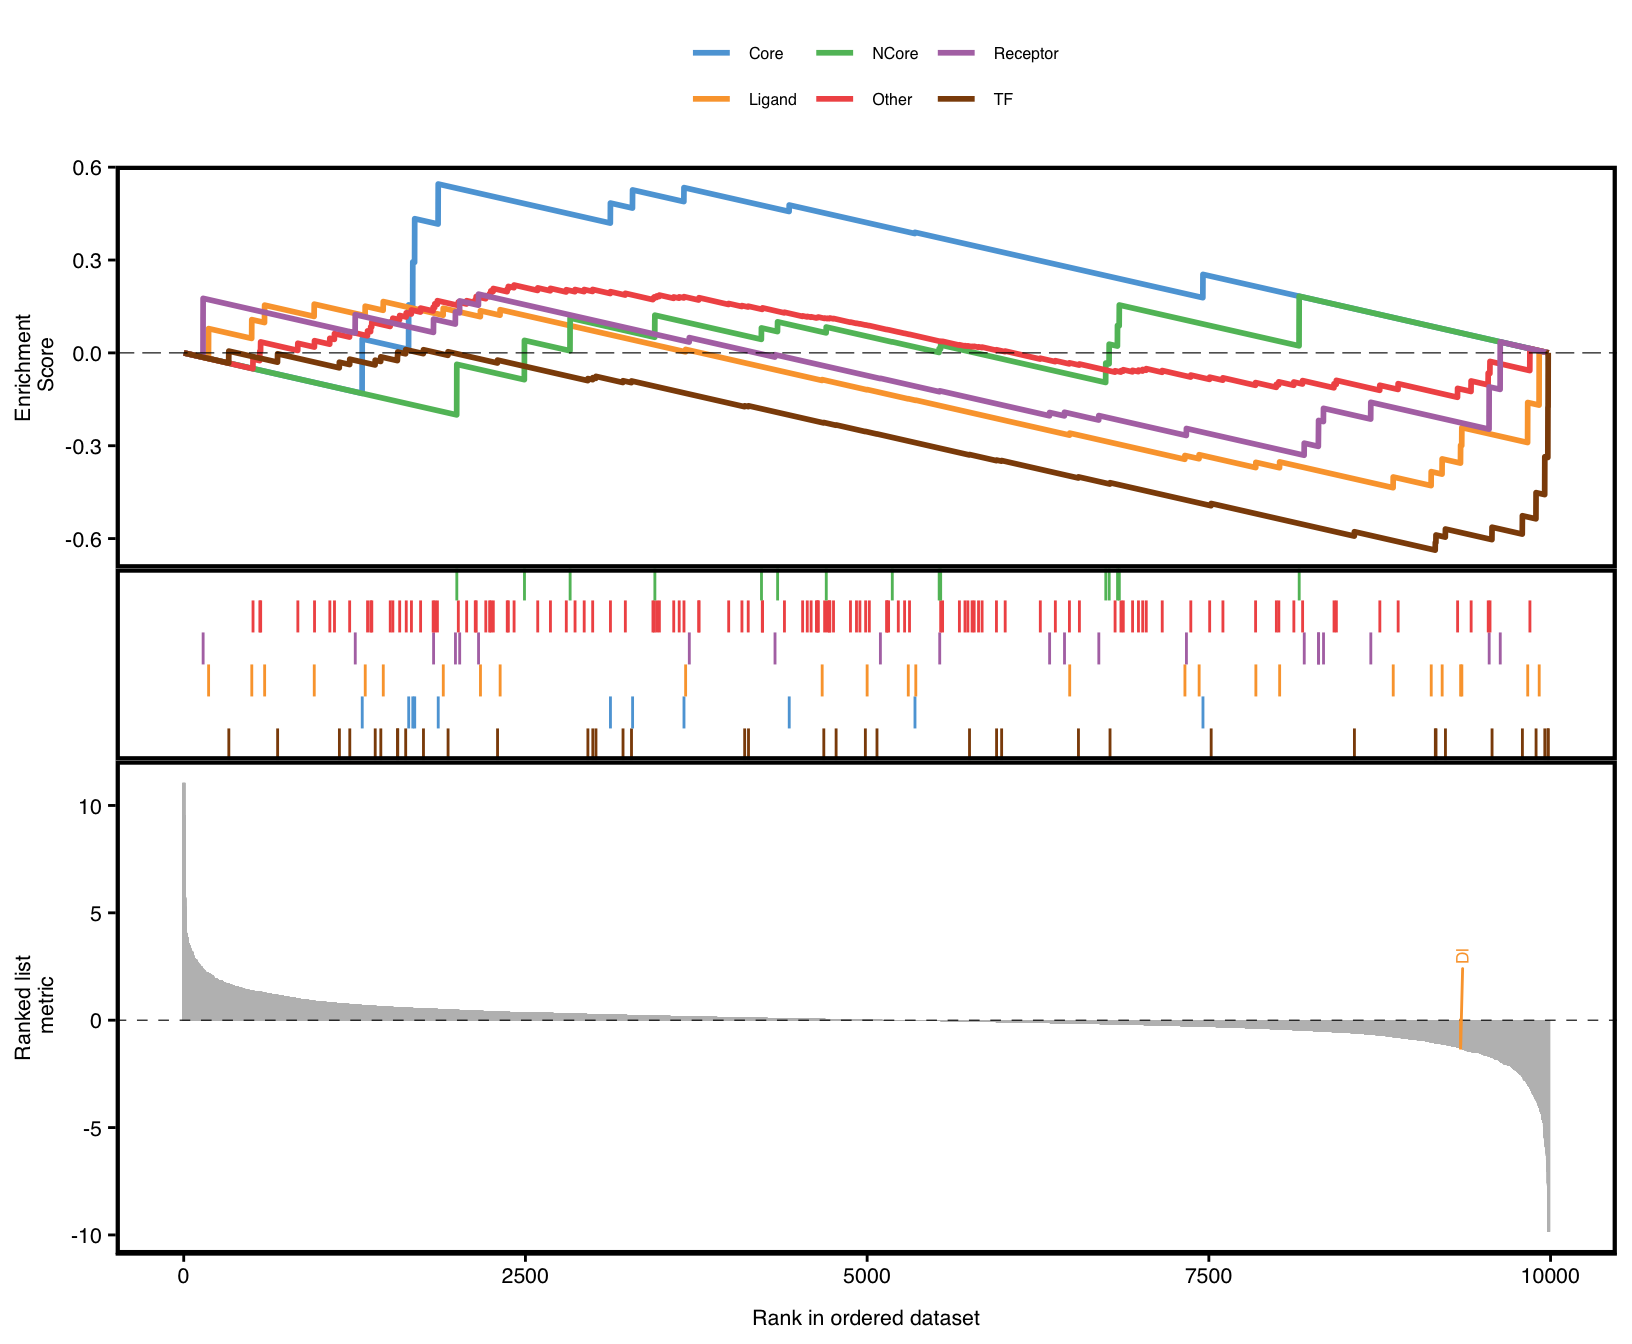 Core
NCore
Receptor
Ligand
Other
TF
Enrichment
Score
0.6
0.3
0.0
-0.3
-0.6
Ranked list
metric
10
5
0
-5
-10
Dl
0
2500
5000
7500
10000
Rank in ordered dataset